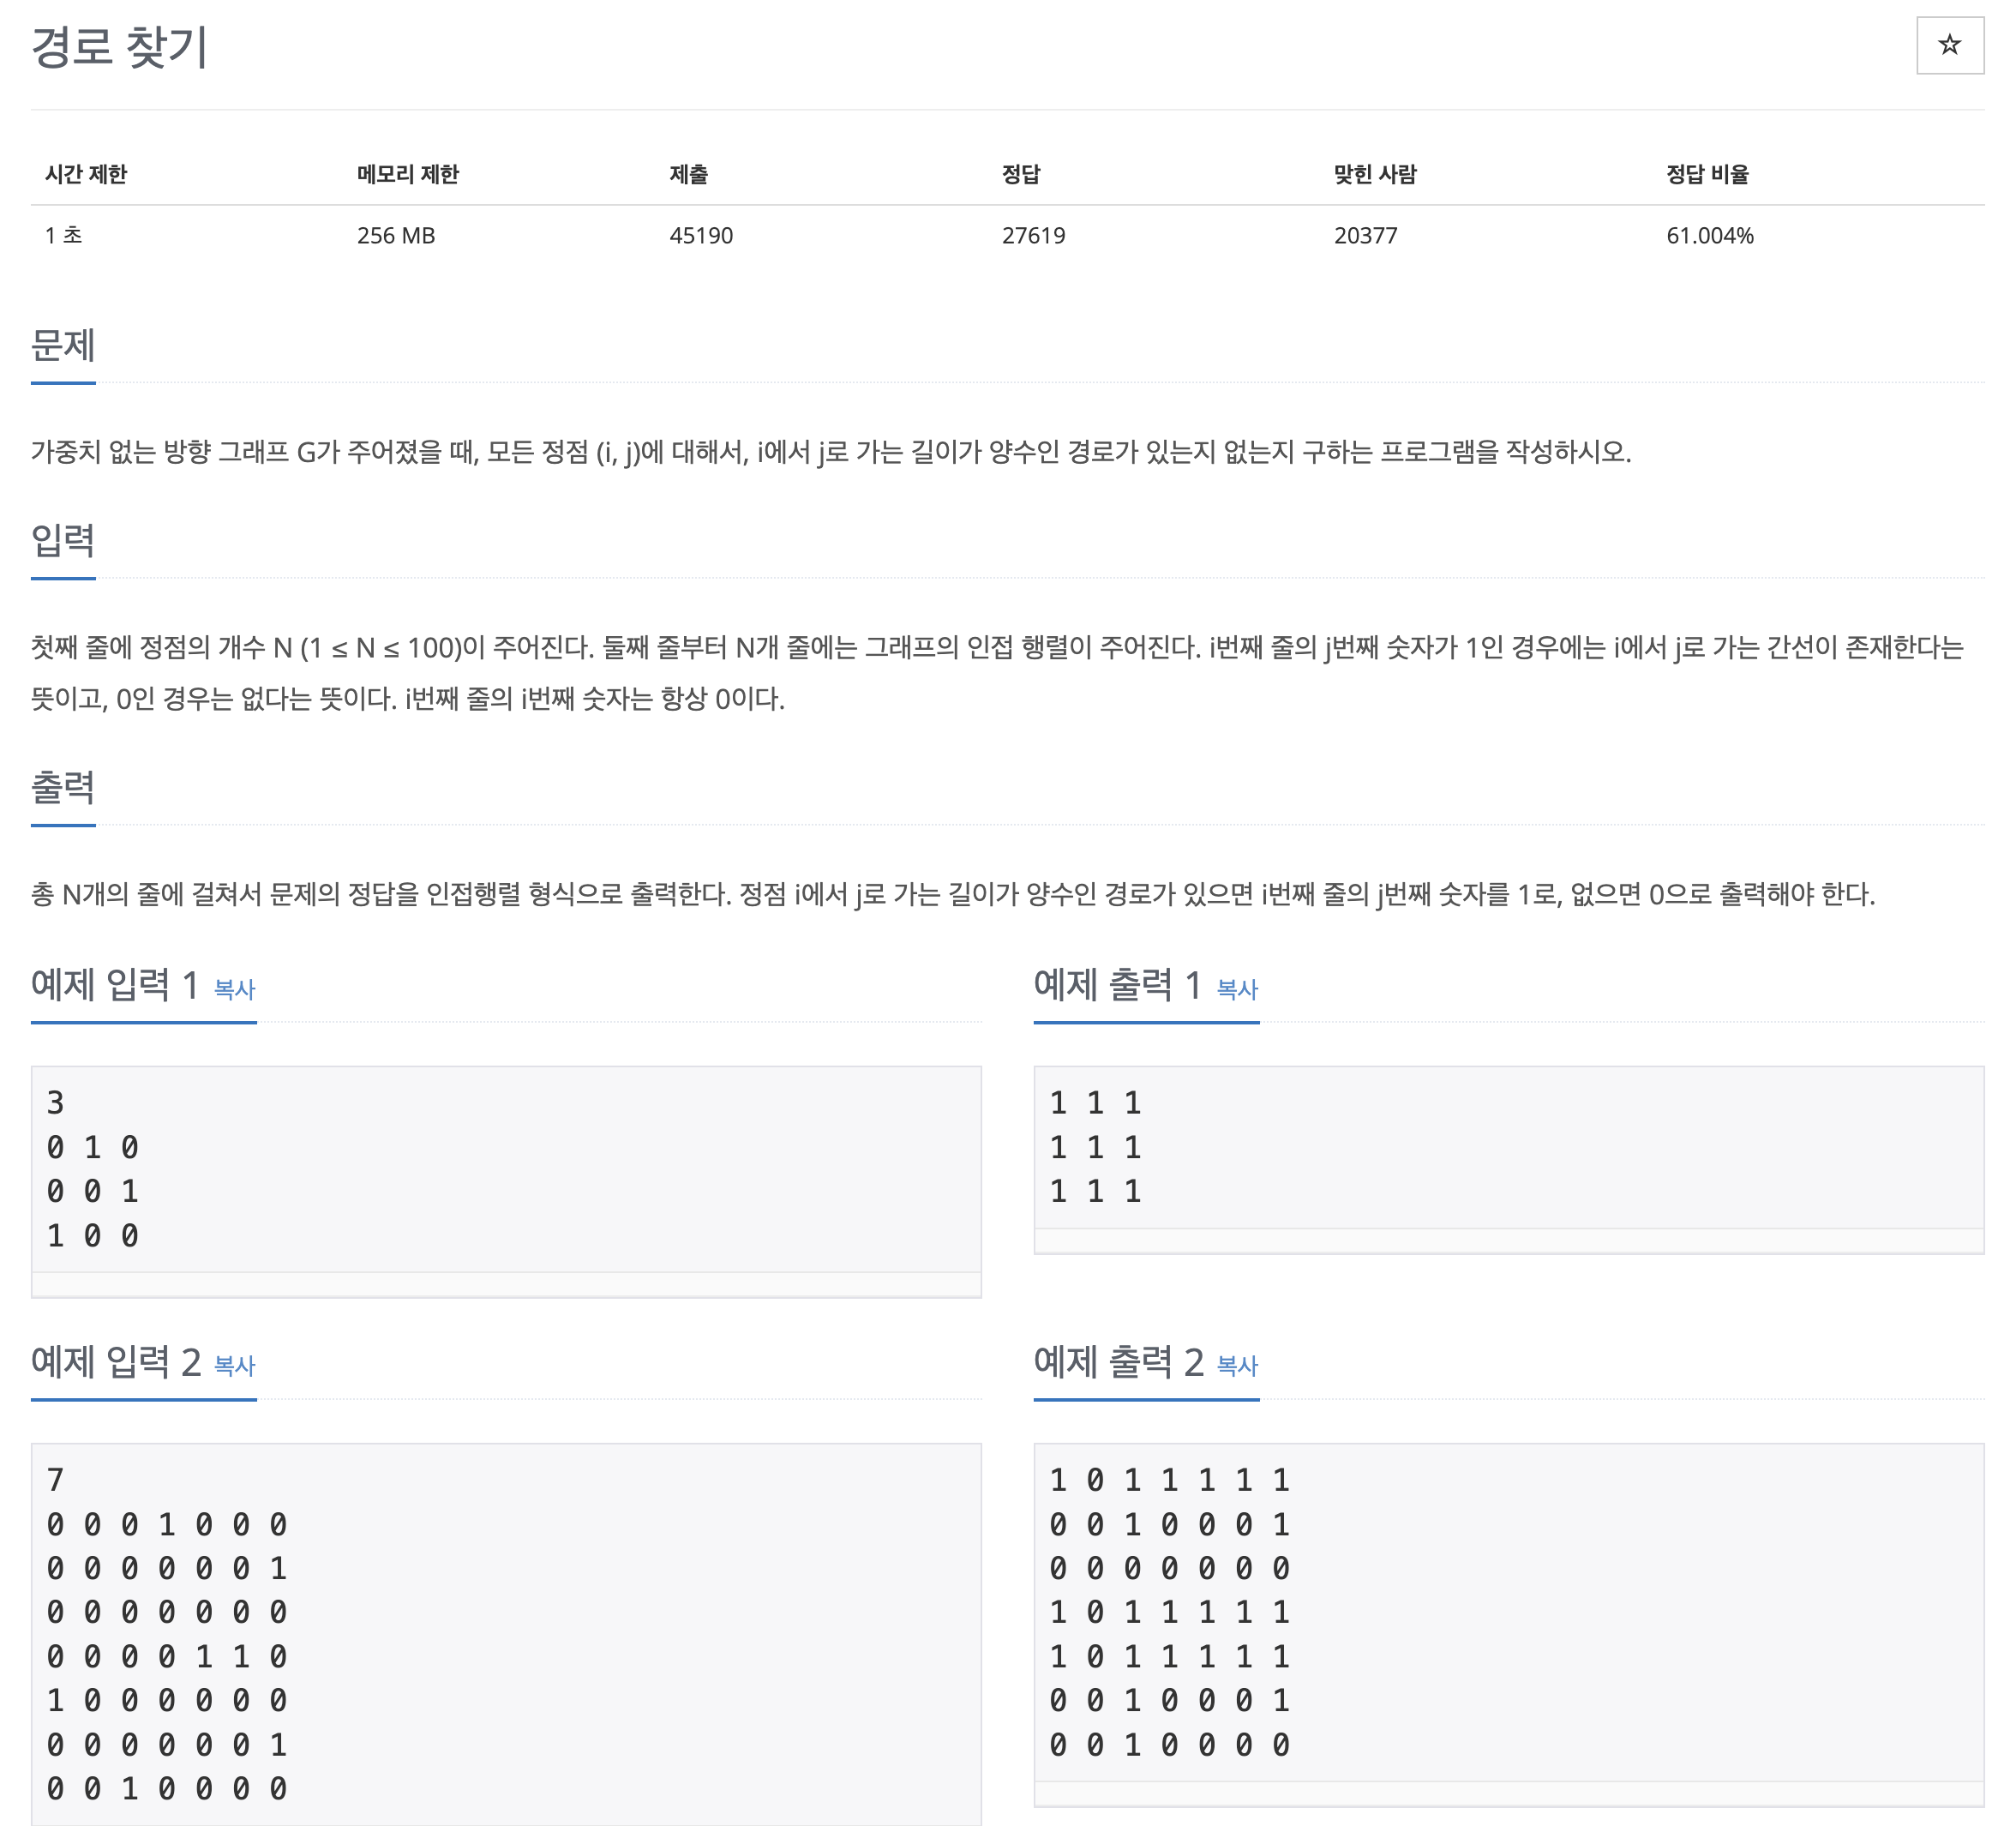 경로 찾기
시간 제한 메모리 제한 제출 정답 맞힌 사람 정답 비율
1 초 256 MB 45190 27619 20377 61.004%
문제
가중치 없는 방향 그래프 G가 주어졌을 때, 모든 정점 (i, j)에 대해서, i에서 j로 가는 길이가 양수인 경로가 있는지 없는지 구하는 프로그램을 작성하시오.
입력
첫째 줄에 정점의 개수 N (1 ≤ N ≤ 100)이 주어진다. 둘째 줄부터 N개 줄에는 그래프의 인접 행렬이 주어진다. i번째 줄의 j번째 숫자가 1인 경우에는 i에서 j로 가는 간선이 존재한다는
뜻이고, 0인 경우는 없다는 뜻이다. i번째 줄의 i번째 숫자는 항상 0이다.
출력
총 N개의 줄에 걸쳐서 문제의 정답을 인접행렬 형식으로 출력한다. 정점 i에서 j로 가는 길이가 양수인 경로가 있으면 i번째 줄의 j번째 숫자를 1로, 없으면 0으로 출력해야 한다.
예제 입력 1 복사
3
0 1 0
0 0 1
1 0 0
예제 출력 1 복사
1 1 1
1 1 1
1 1 1
예제 입력 2 복사
7
0 0 0 1 0 0 0
0 0 0 0 0 0 1
0 0 0 0 0 0 0
0 0 0 0 1 1 0
1 0 0 0 0 0 0
0 0 0 0 0 0 1
0 0 1 0 0 0 0
예제 출력 2 복사
1 0 1 1 1 1 1
0 0 1 0 0 0 1
0 0 0 0 0 0 0
1 0 1 1 1 1 1
1 0 1 1 1 1 1
0 0 1 0 0 0 1
0 0 1 0 0 0 0